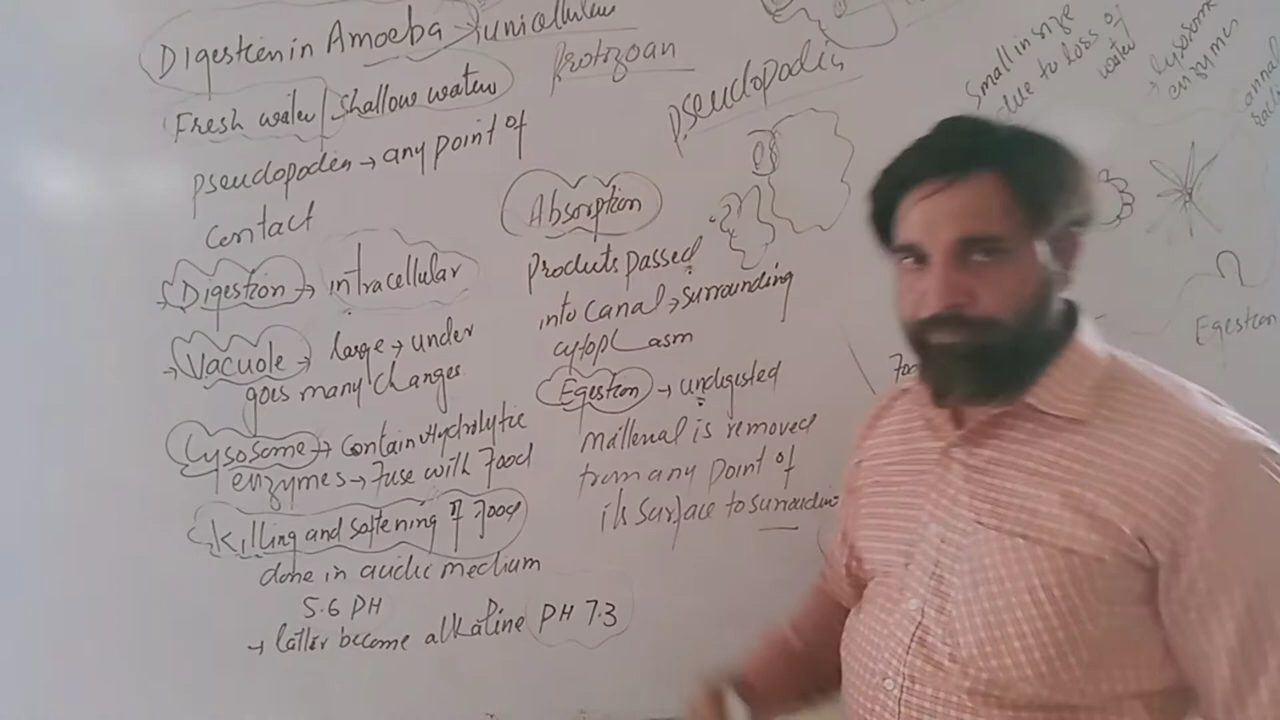 Digestion in Amoeba → unicellular
protozoan
Fresh water/shallow waters
pseudopodia → any point of
contact
→ Digestion → intracellular
→ Vacuole → large → under
goes many changes
Lysosome → contain Hydrolytic
enzymes → fuse with food
Killing and softening of food
done in acidic medium
5.6 PH
→ latter become alkaline PH 7.3
pseudopodia
Absorption
Products passed
into canal → surrounding
cytoplasm
Egestion → undigested
material is removed
from any point of
its surface to surroundin
Small in size
due to loss of
water
→ lysosome
enzymes
Egestion